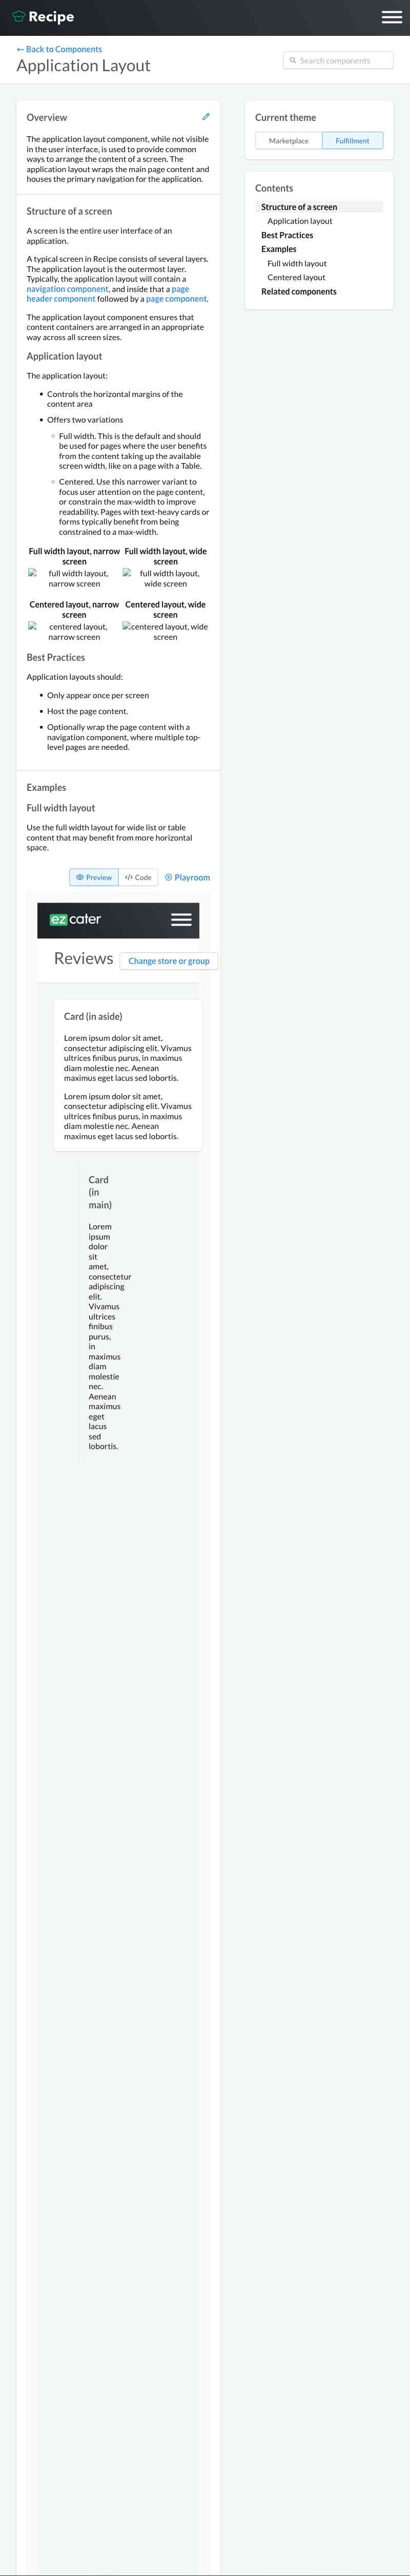 Recipe
← Back to Components
Application Layout
Search components
Overview
The application layout component, while not visible
in the user interface, is used to provide common
ways to arrange the content of a screen. The
application layout wraps the main page content and
houses the primary navigation for the application.
Structure of a screen
A screen is the entire user interface of an
application.
A typical screen in Recipe consists of several layers.
The application layout is the outermost layer.
Typically, the application layout will contain a
navigation component, and inside that a page
header component followed by a page component.
The application layout component ensures that
content containers are arranged in an appropriate
way across all screen sizes.
Application layout
The application layout:
• Controls the horizontal margins of the
content area
• Offers two variations
○ Full width. This is the default and should
be used for pages where the user benefits
from the content taking up the available
screen width, like on a page with a Table.
○ Centered. Use this narrower variant to
focus user attention on the page content,
or constrain the max-width to improve
readability. Pages with text-heavy cards or
forms typically benefit from being
constrained to a max-width.
Full width layout, narrow
screen
Full width layout, wide
screen
full width layout,
narrow screen
full width layout,
wide screen
Centered layout, narrow
screen
Centered layout, wide
screen
centered layout,
narrow screen
centered layout, wide
screen
Best Practices
Application layouts should:
• Only appear once per screen
• Host the page content.
• Optionally wrap the page content with a
navigation component, where multiple top-
level pages are needed.
Examples
Full width layout
Use the full width layout for wide list or table
content that may benefit from more horizontal
space.
Preview
Code
Playroom
ezcater
Reviews
Change store or group
Card (in aside)
Lorem ipsum dolor sit amet,
consectetur adipiscing elit. Vivamus
ultrices finibus purus, in maximus
diam molestie nec. Aenean
maximus eget lacus sed lobortis.
Lorem ipsum dolor sit amet,
consectetur adipiscing elit. Vivamus
ultrices finibus purus, in maximus
diam molestie nec. Aenean
maximus eget lacus sed lobortis.
Card
(in
main)
Lorem
ipsum
dolor
sit
amet,
consectetur
adipiscing
elit.
Vivamus
ultrices
finibus
purus,
in
maximus
diam
molestie
nec.
Aenean
maximus
eget
lacus
sed
lobortis.
Current theme
Marketplace
Fulfillment
Contents
Structure of a screen
Application layout
Best Practices
Examples
Full width layout
Centered layout
Related components